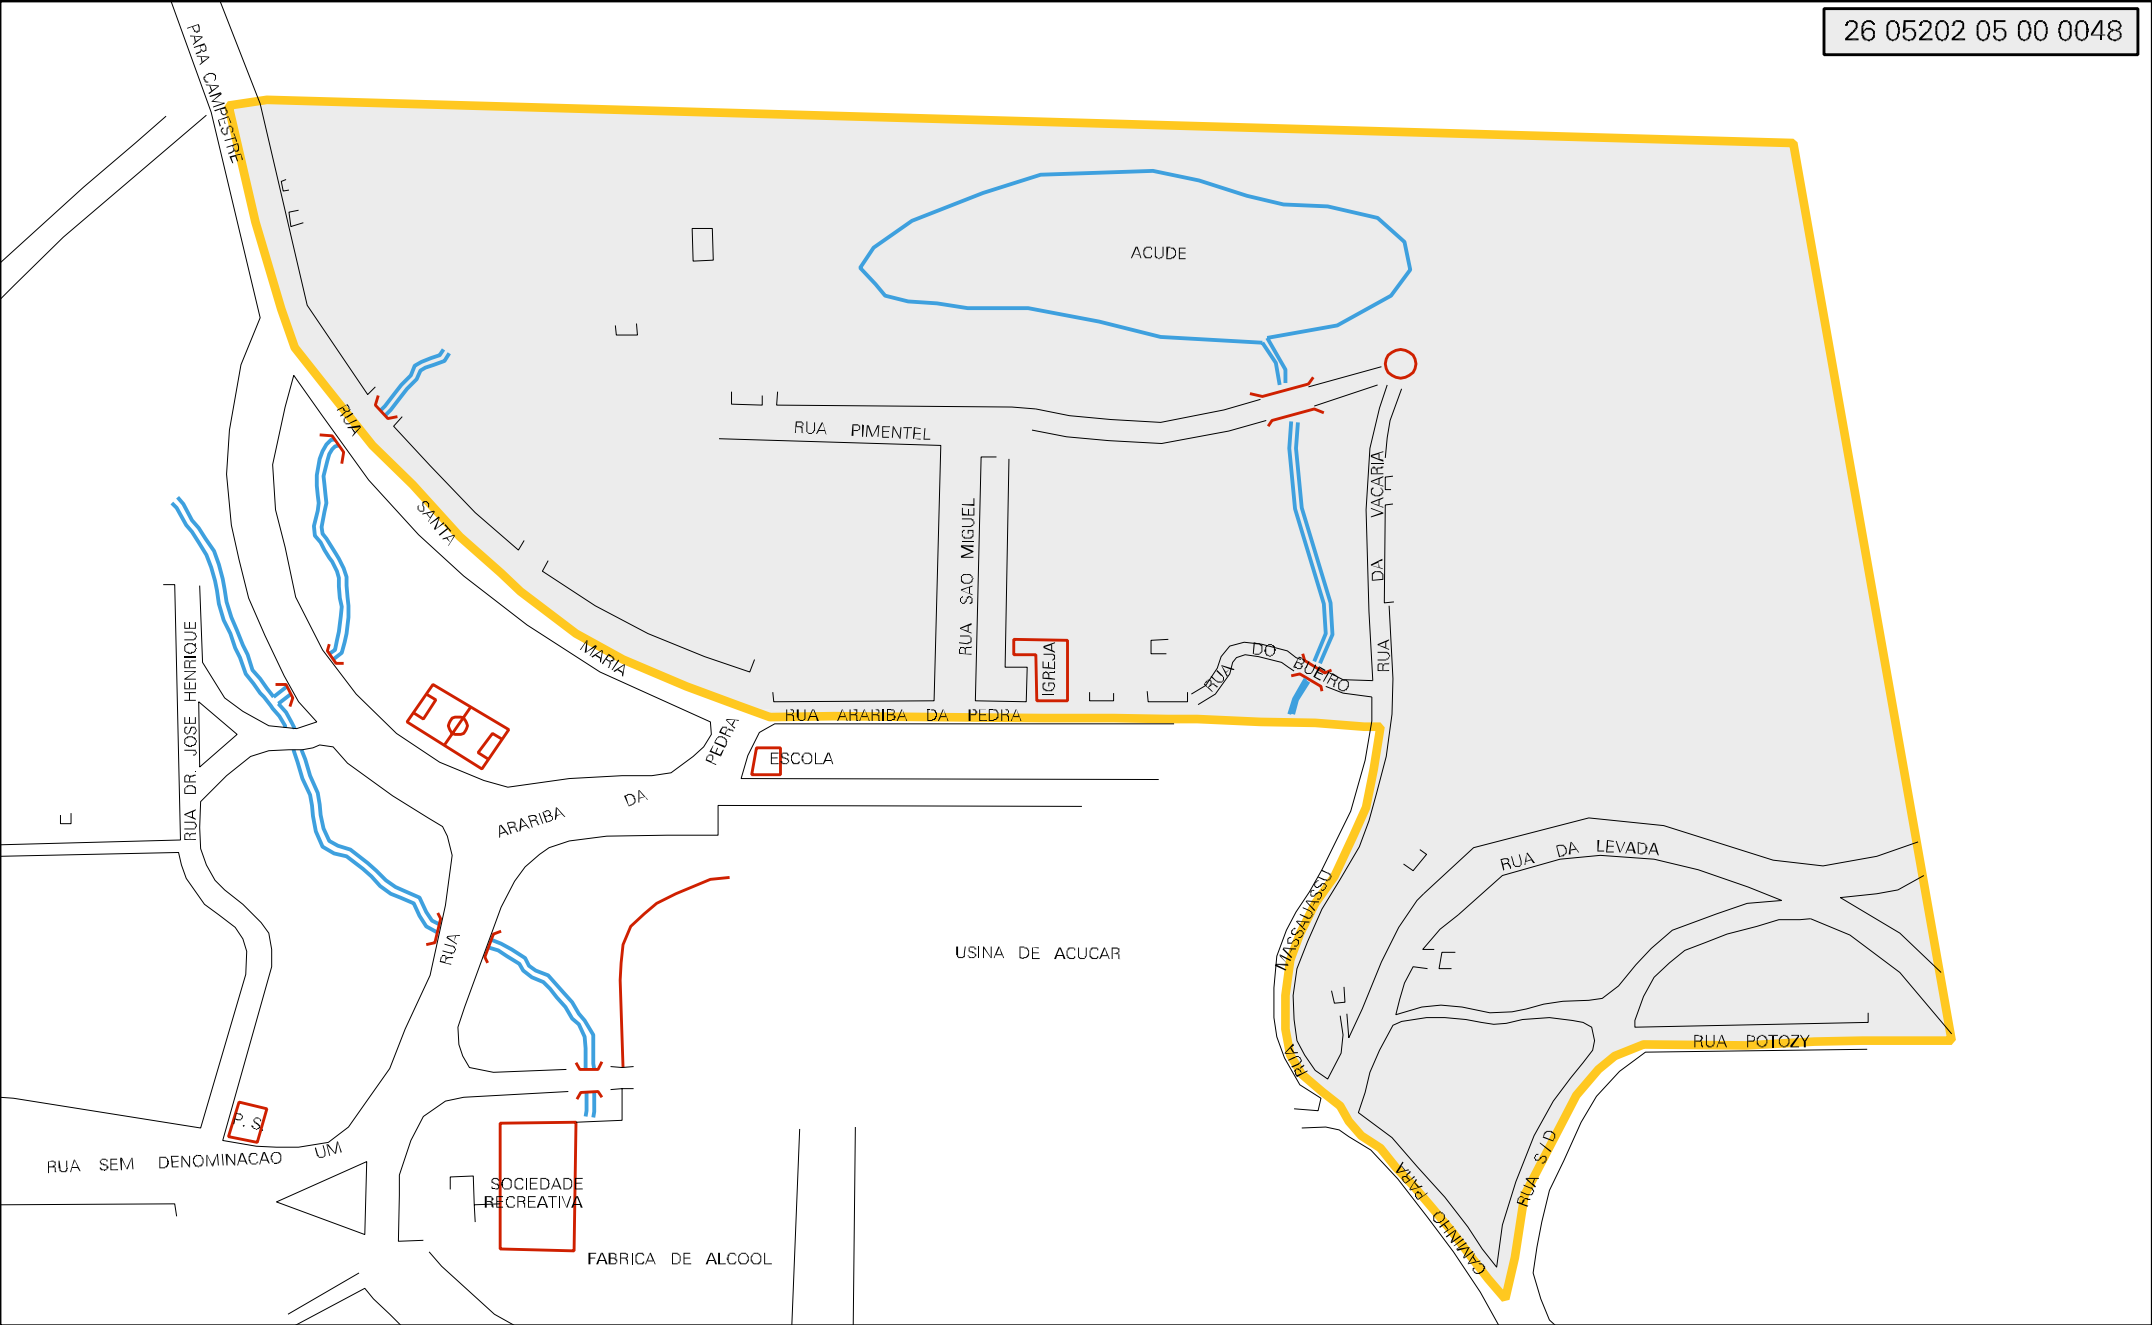 26 05202 05 00 0048
PARA CAMPESTRE
ACUDE
RUA SANTA MARIA
RUA PIMENTEL
RUA SAO MIGUEL
RUA DA VACARIA
IGREJA
RUA DO BUEIRO
RUA ARARIBA DA PEDRA
ESCOLA
RUA DR. JOSE HENRIQUE
RUA ARARIBA DA PEDRA
RUA DA LEVADA
RUA MASSAUASSU
USINA DE ACUCAR
RUA POTOZY
P. S.
RUA SEM DENOMINACAO UM
RUA S/D
CAMINHO PARA
SOCIEDADE
RECREATIVA
FABRICA DE ALCOOL